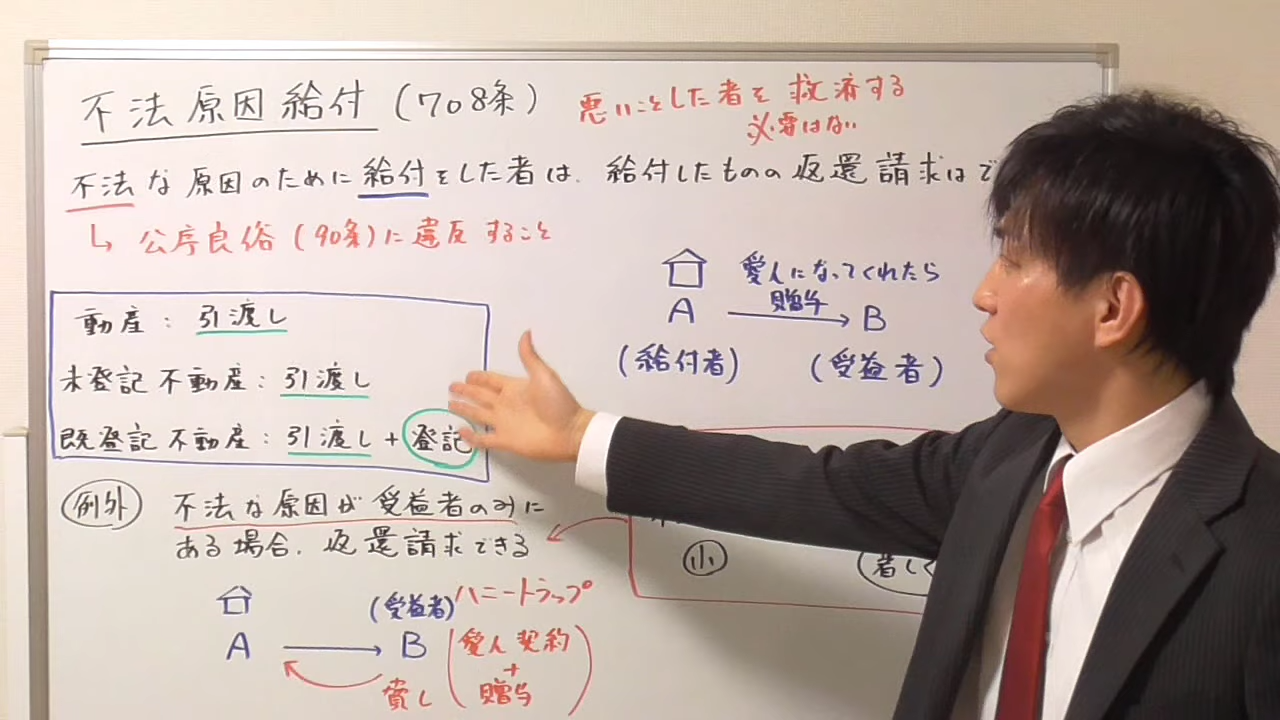 不法原因給付(708条)
悪いことした者を救済する
必要はない
不法な原因のために給付をした者は、給付したものの返還請求はで
↳ 公序良俗(90条)に違反すること
愛人になってくれたら
A 贈与 B
(給付者) (受益者)
動産:引渡し
未登記不動産:引渡し
既登記不動産:引渡し+登記
例外 不法な原因が受益者のみに
ある場合、返還請求できる
小
著しく
(受益者) ハニートラップ
A B (愛人契約
+
貸し 贈与)